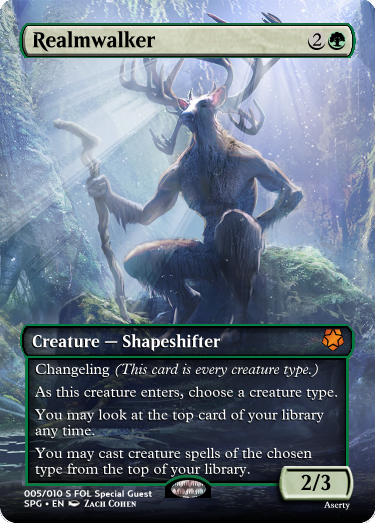 Realmwalker 2
Creature — Shapeshifter
Changeling (This card is every creature type.)
As this creature enters, choose a creature type.
You may look at the top card of your library
any time.
You may cast creature spells of the chosen
type from the top of your library.
2/3
005/010 S FOL Special Guest
SPG • EN Zach Cohen
Aserty